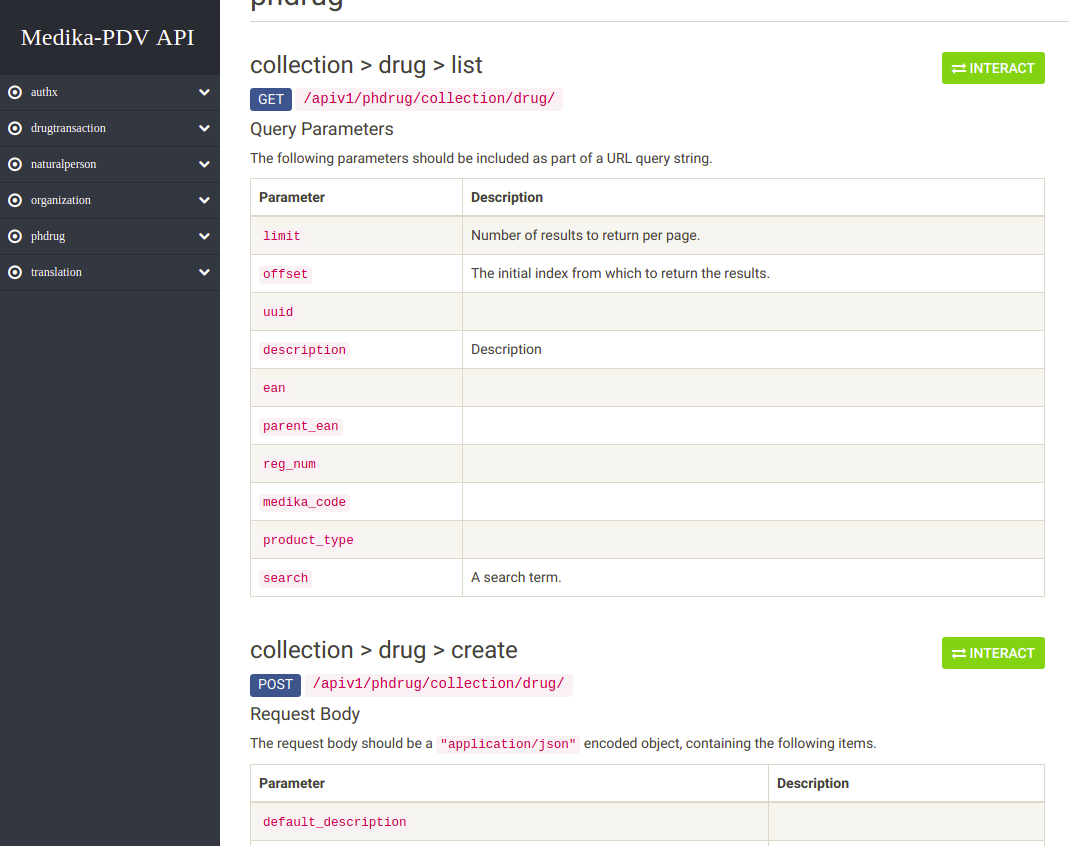 phdrug
Medika-PDV API
authx
drugtransaction
naturalperson
organization
phdrug
translation
collection > drug > list
INTERACT
GET /apiv1/phdrug/collection/drug/
Query Parameters
The following parameters should be included as part of a URL query string.
Parameter Description
limit Number of results to return per page.
offset The initial index from which to return the results.
uuid
description Description
ean
parent_ean
reg_num
medika_code
product_type
search A search term.
collection > drug > create
INTERACT
POST /apiv1/phdrug/collection/drug/
Request Body
The request body should be a "application/json" encoded object, containing the following items.
Parameter Description
default_description